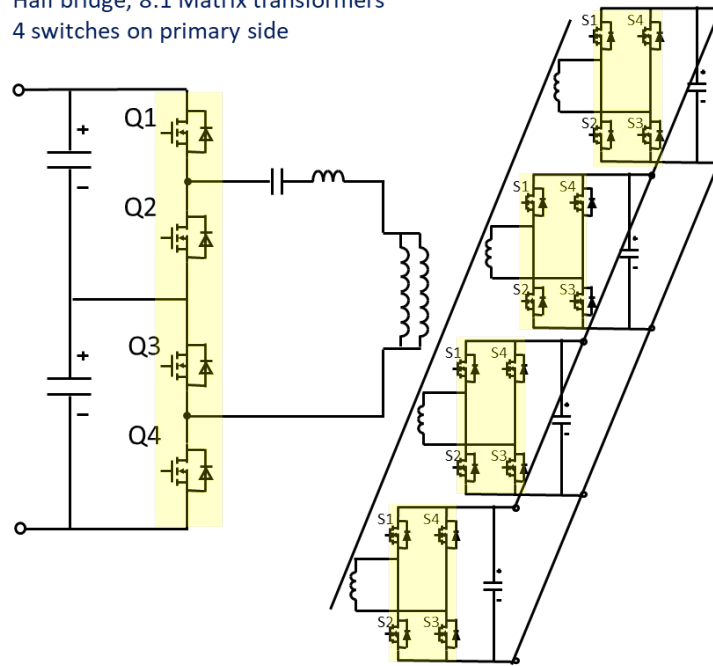 Half bridge, 8:1 Matrix transformers
4 switches on primary side
S1 S4
Q1
+
−
S2 S3
+
-
S1 S4
Q2
S2 S3
+
-
+
−
Q3
S1 S4
Q4
S2 S3
+
-
S1 S4
S2 S3
+
-